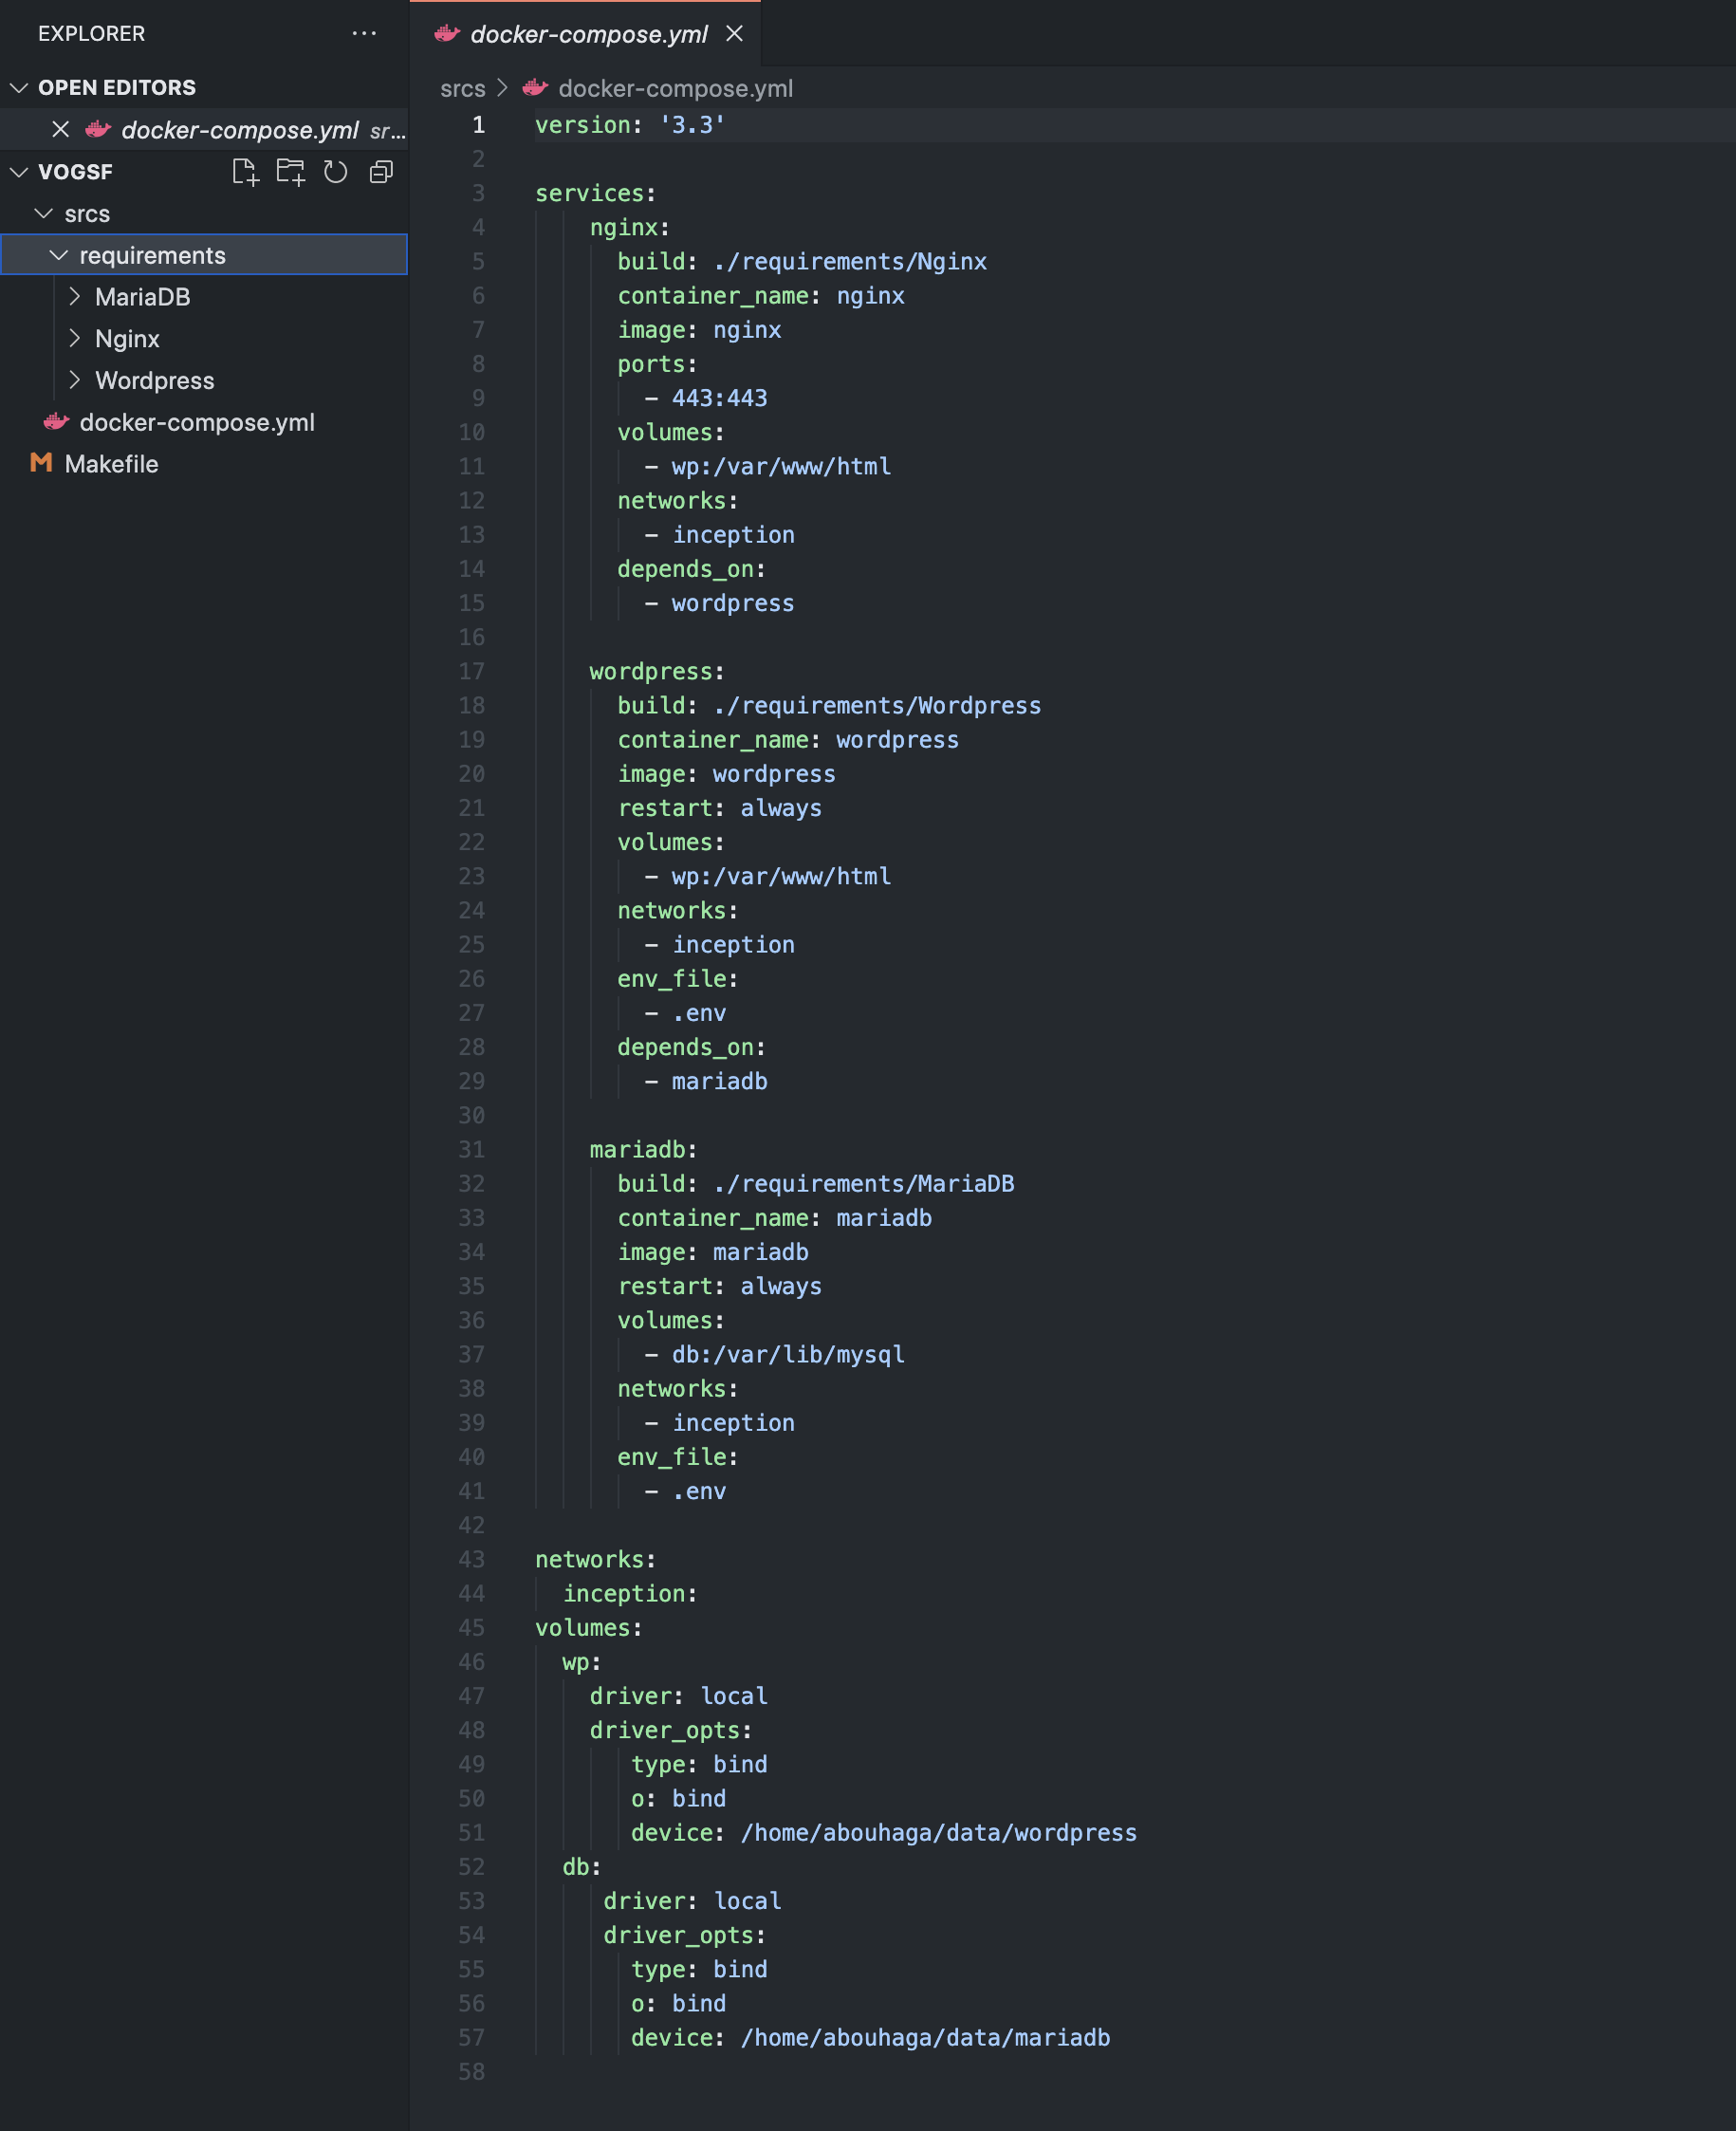 EXPLORER
OPEN EDITORS
docker-compose.yml sr...
VOGSF
srcs
requirements
MariaDB
Nginx
Wordpress
docker-compose.yml
M Makefile
docker-compose.yml
srcs > docker-compose.yml
1 version: '3.3'
2
3 services:
4 nginx:
5 build: ./requirements/Nginx
6 container_name: nginx
7 image: nginx
8 ports:
9 - 443:443
10 volumes:
11 - wp:/var/www/html
12 networks:
13 - inception
14 depends_on:
15 - wordpress
16
17 wordpress:
18 build: ./requirements/Wordpress
19 container_name: wordpress
20 image: wordpress
21 restart: always
22 volumes:
23 - wp:/var/www/html
24 networks:
25 - inception
26 env_file:
27 - .env
28 depends_on:
29 - mariadb
30
31 mariadb:
32 build: ./requirements/MariaDB
33 container_name: mariadb
34 image: mariadb
35 restart: always
36 volumes:
37 - db:/var/lib/mysql
38 networks:
39 - inception
40 env_file:
41 - .env
42
43 networks:
44 inception:
45 volumes:
46 wp:
47 driver: local
48 driver_opts:
49 type: bind
50 o: bind
51 device: /home/abouhaga/data/wordpress
52 db:
53 driver: local
54 driver_opts:
55 type: bind
56 o: bind
57 device: /home/abouhaga/data/mariadb
58